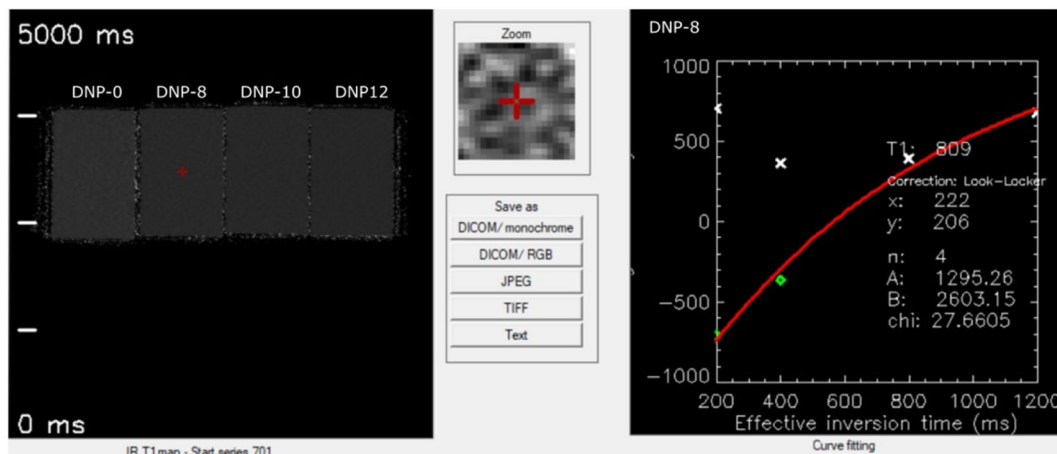 5000 ms
DNP-0 DNP-8 DNP-10 DNP12
0 ms
IR T1map - Start series 701
Zoom
Save as
DICOM/ monochrome
DICOM/ RGB
JPEG
TIFF
Text
DNP-8
1000
500
0
−500
−1000
200 400 600 800 1000 1200
Effective inversion time (ms)
T1: 809
Correction: Look-Locker
x: 222
y: 206
n: 4
A: 1295.26
B: 2603.15
chi: 27.6605
Curve fitting